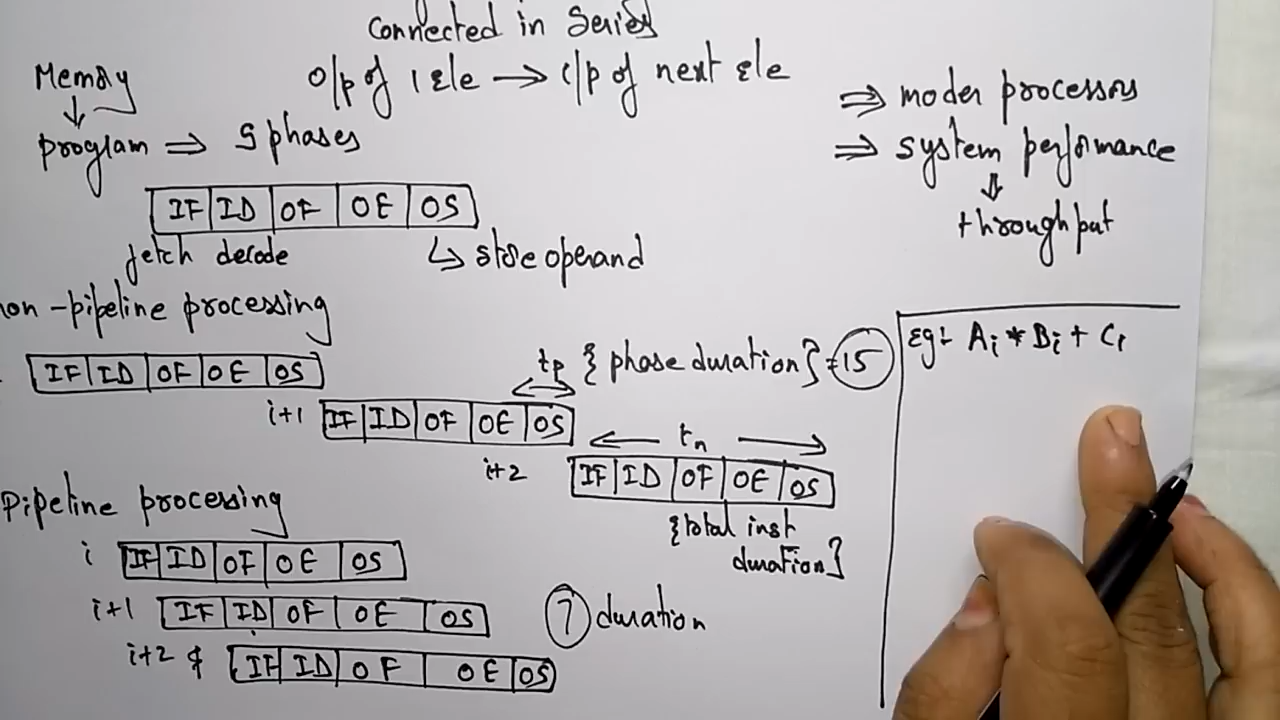 Connected in Series
O/p of 1 ele → i/p of next ele
Memory
↓
program ⇒ 5 phases
IF ID OF OE OS
fetch decode
↳ store operand
⇒ moder processors
⇒ system performance
⇓
throughput
non-pipeline processing
IF ID OF OE OS
tp {phase duration} = 15
i+1 IF ID OF OE OS
tn
i+2 IF ID OF OE OS
{total inst
duration}
Pipeline processing
i IF ID OF OE OS
i+1 IF ID OF OE OS
7 duration
i+2 IF ID OF OE OS
Eg:- Ai * Bi + Ci